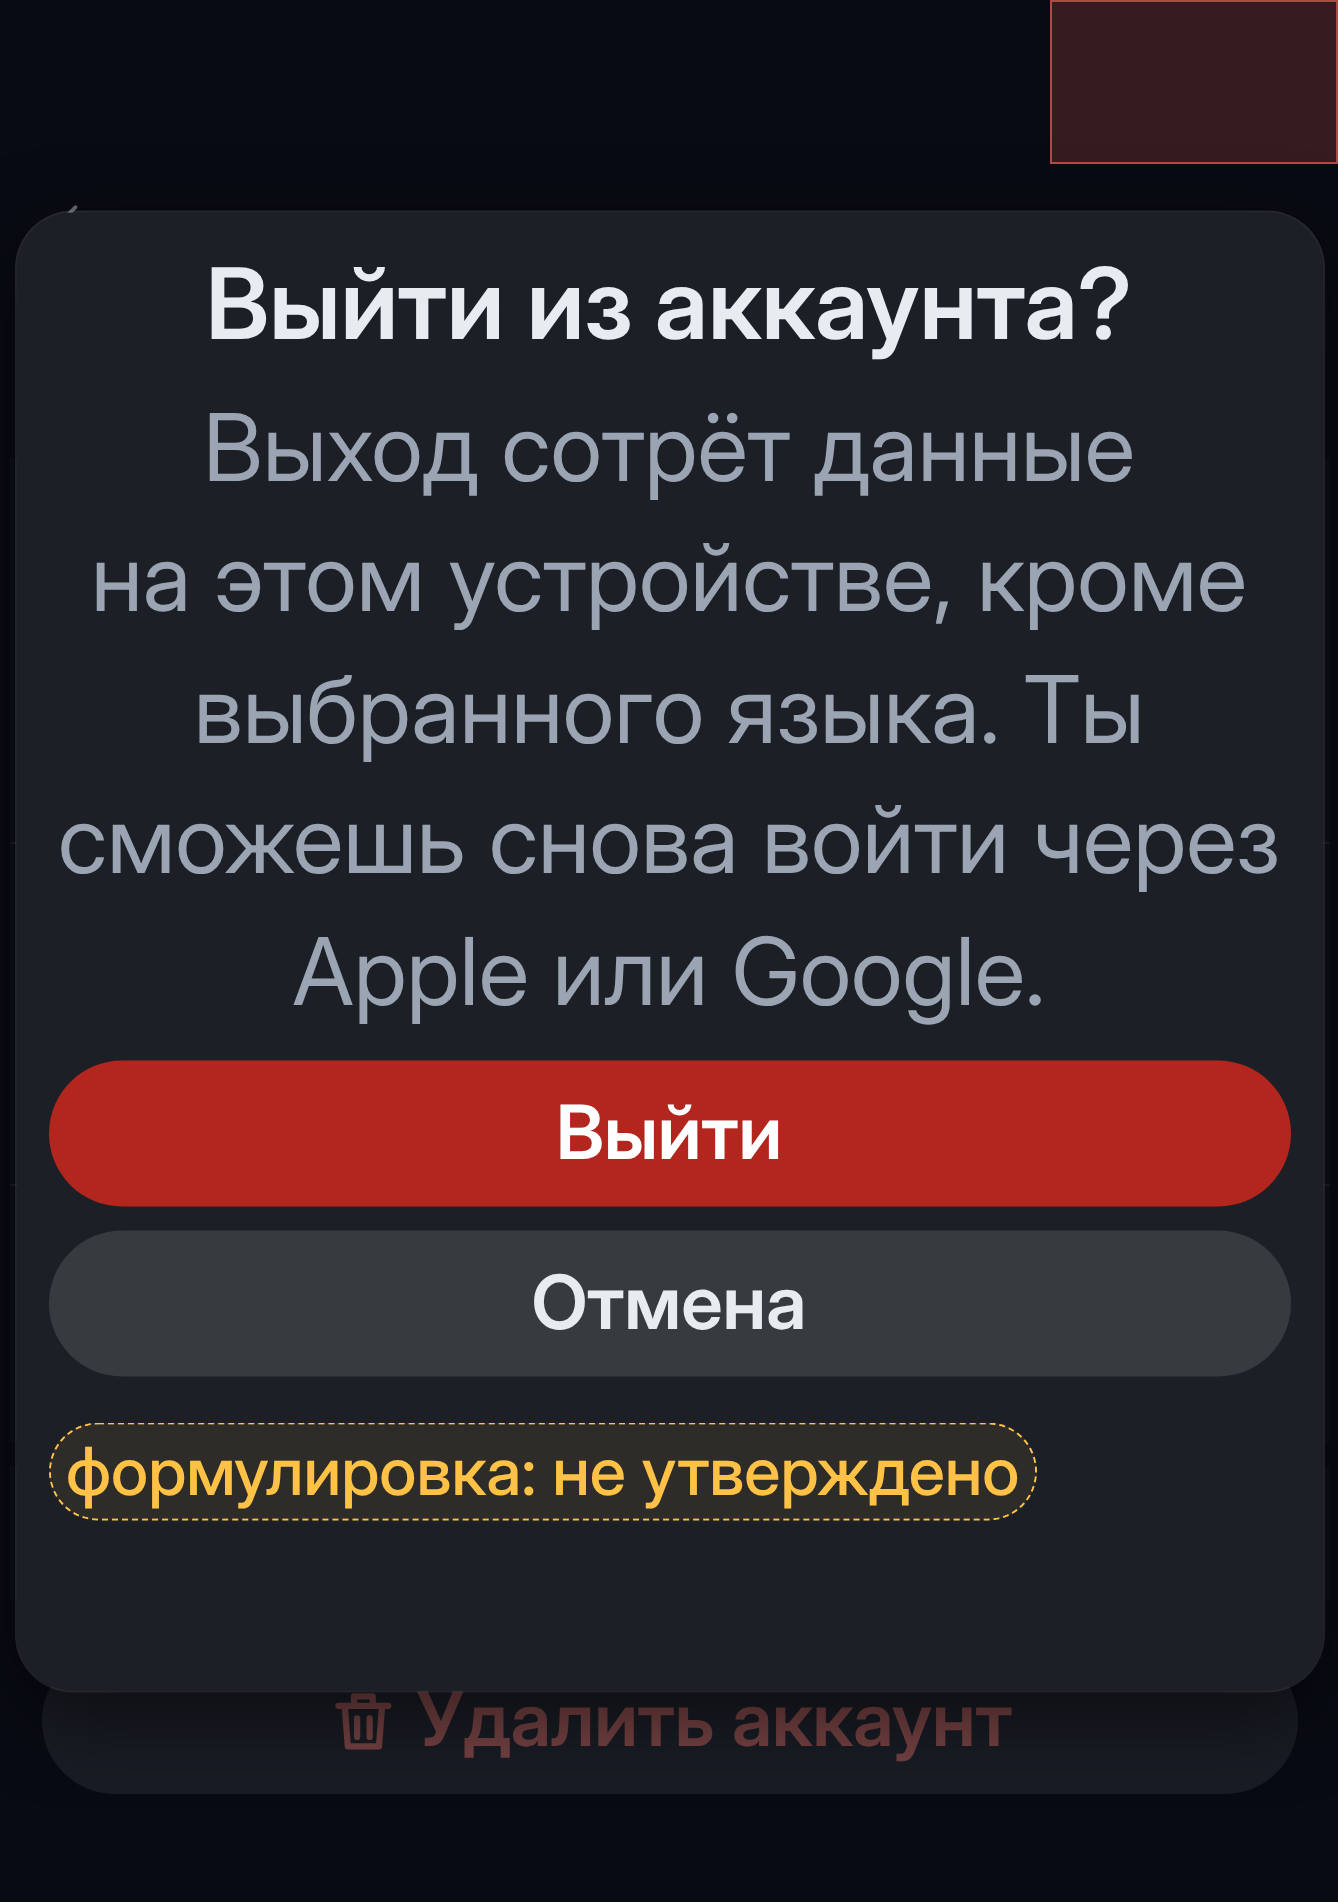 Выйти из аккаунта?
Выход сотрёт данные
на этом устройстве, кроме
выбранного языка. Ты
сможешь снова войти через
Apple или Google.
Выйти
Отмена
формулировка: не утверждено
Удалить аккаунт